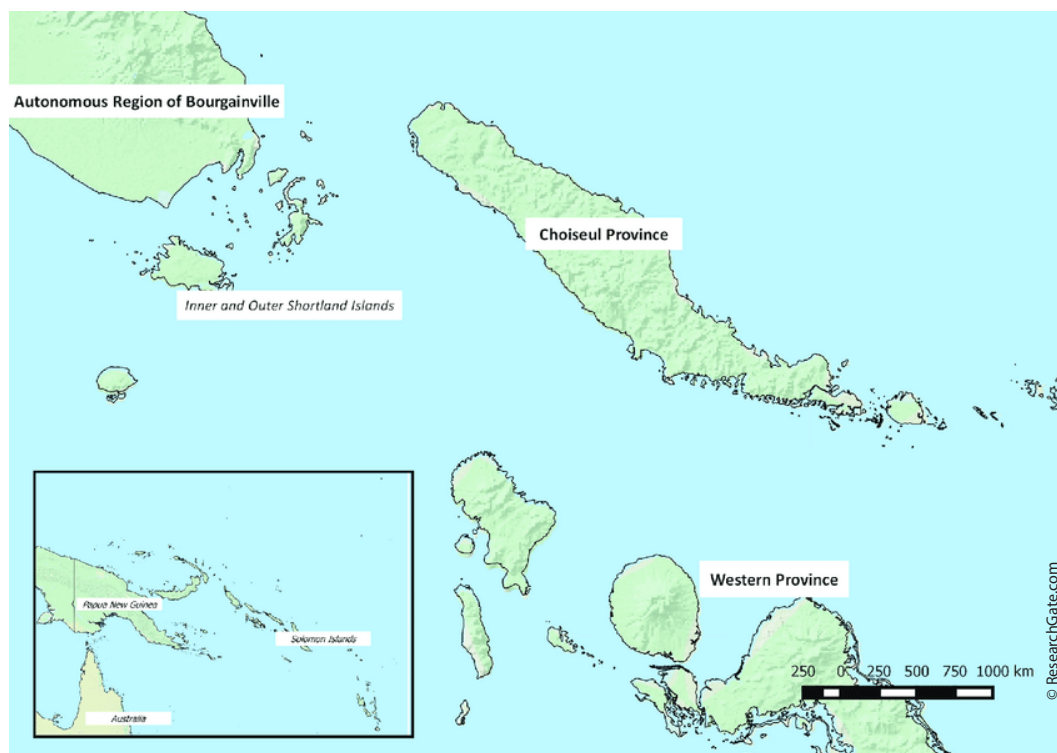 Autonomous Region of Bourgainville
Choiseul Province
Inner and Outer Shortland Islands
Western Province
250 0 250 500 750 1000 km
Papua New Guinea
Solomon Islands
Australia
© ResearchGate.com